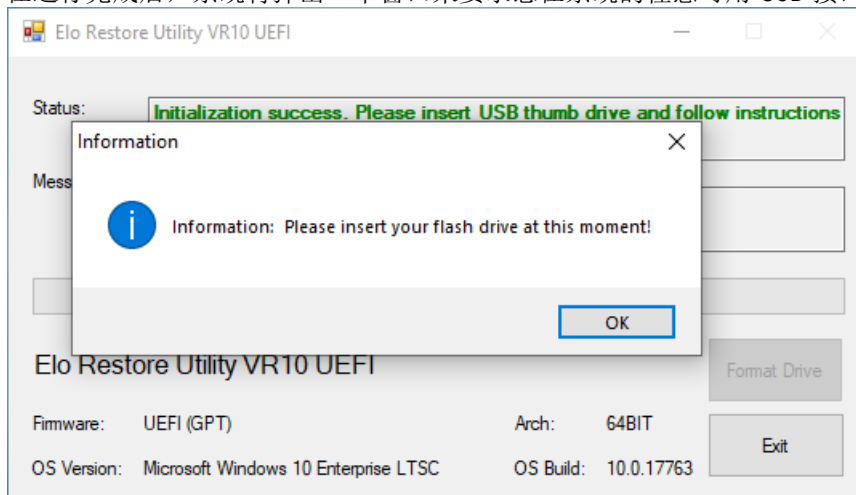 Elo Restore Utility VR10 UEFI
Status:
Initialization success. Please insert USB thumb drive and follow instructions
Information
Mess
Information: Please insert your flash drive at this moment!
OK
Elo Restore Utility VR10 UEFI
Format Drive
Firmware: UEFI (GPT) Arch: 64BIT
Exit
OS Version: Microsoft Windows 10 Enterprise LTSC OS Build: 10.0.17763